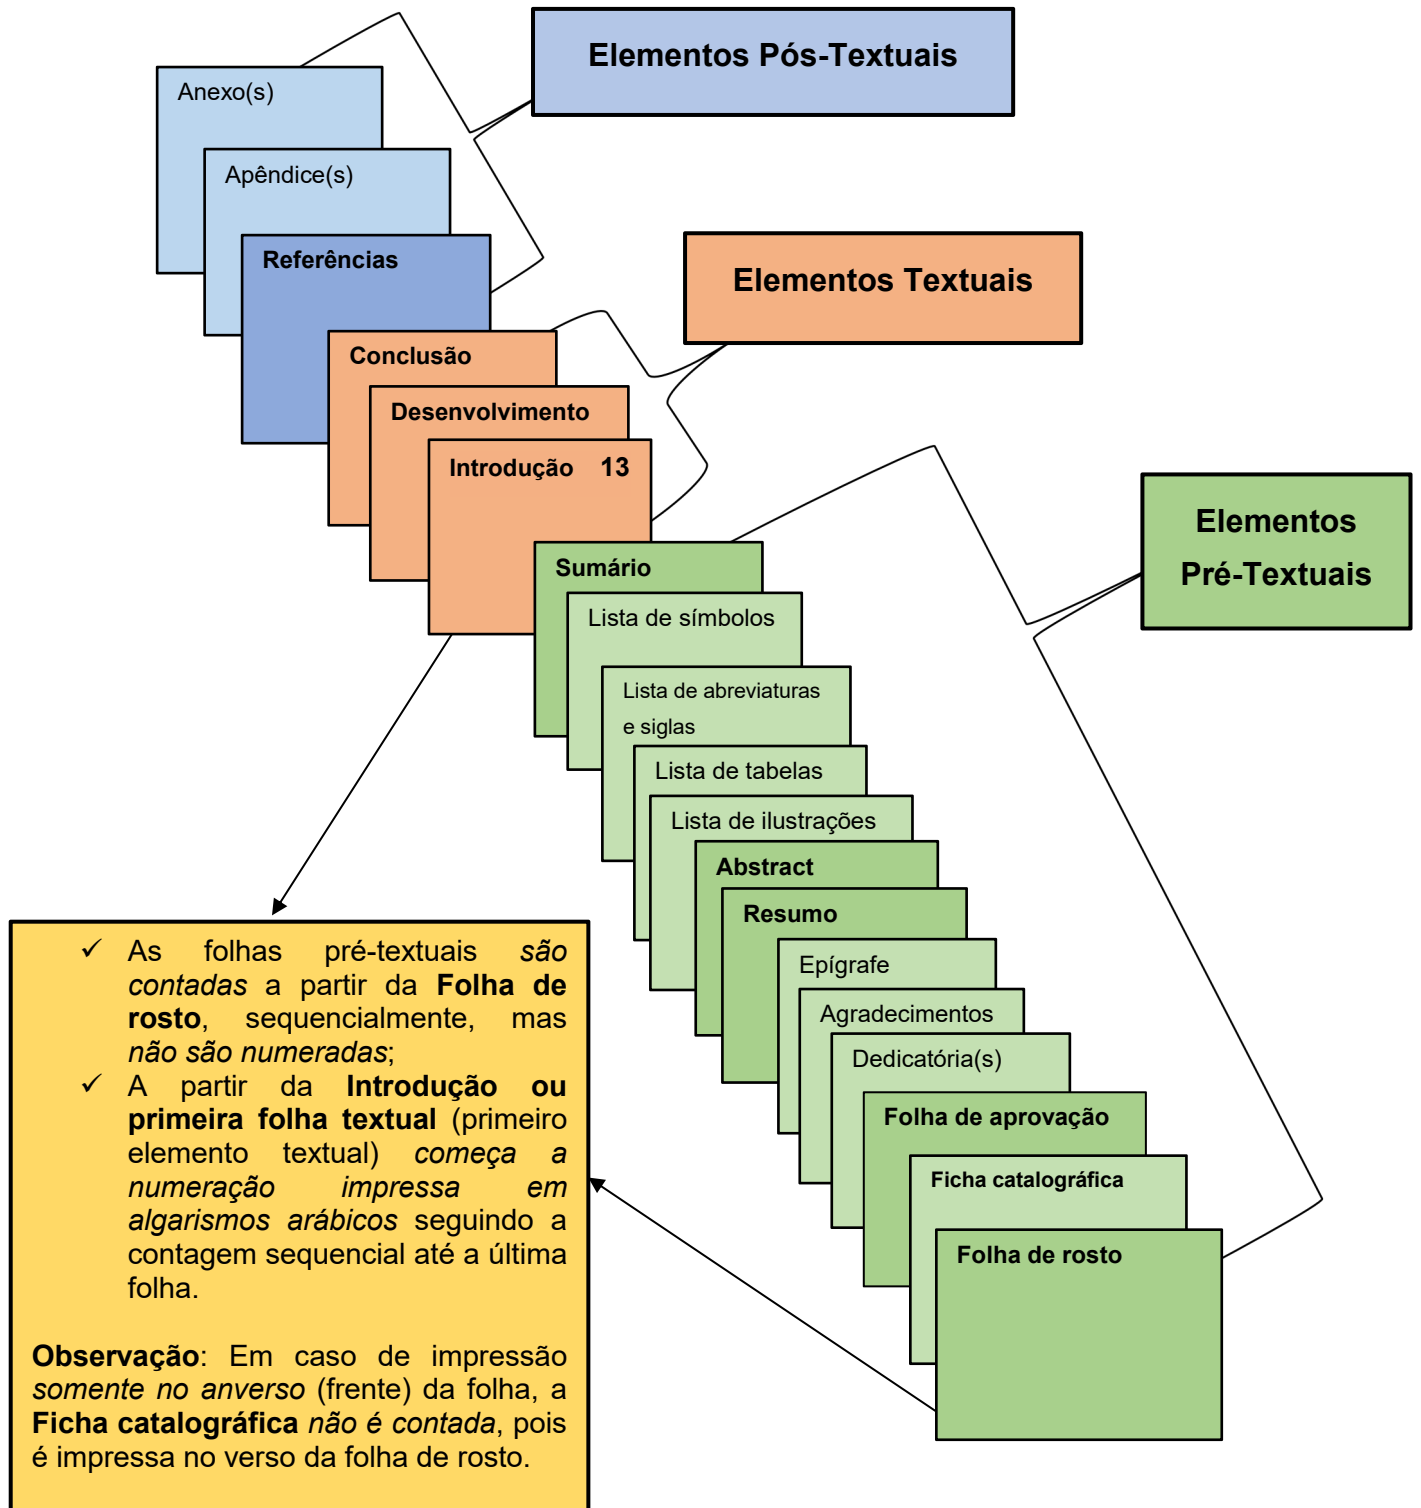 Elementos Pós-Textuais
Anexo(s)
Apêndice(s)
Referências
Elementos Textuais
Conclusão
Desenvolvimento
Introdução 13
Elementos
Pré-Textuais
Sumário
Lista de símbolos
Lista de abreviaturas
e siglas
Lista de tabelas
Lista de ilustrações
Abstract
Resumo
Epígrafe
Agradecimentos
Dedicatória(s)
Folha de aprovação
Ficha catalográfica
Folha de rosto
✓ As folhas pré-textuais são
contadas a partir da Folha de
rosto, sequencialmente, mas
não são numeradas;
✓ A partir da Introdução ou
primeira folha textual (primeiro
elemento textual) começa a
numeração impressa em
algarismos arábicos seguindo a
contagem sequencial até a última
folha.
Observação: Em caso de impressão
somente no anverso (frente) da folha, a
Ficha catalográfica não é contada, pois
é impressa no verso da folha de rosto.